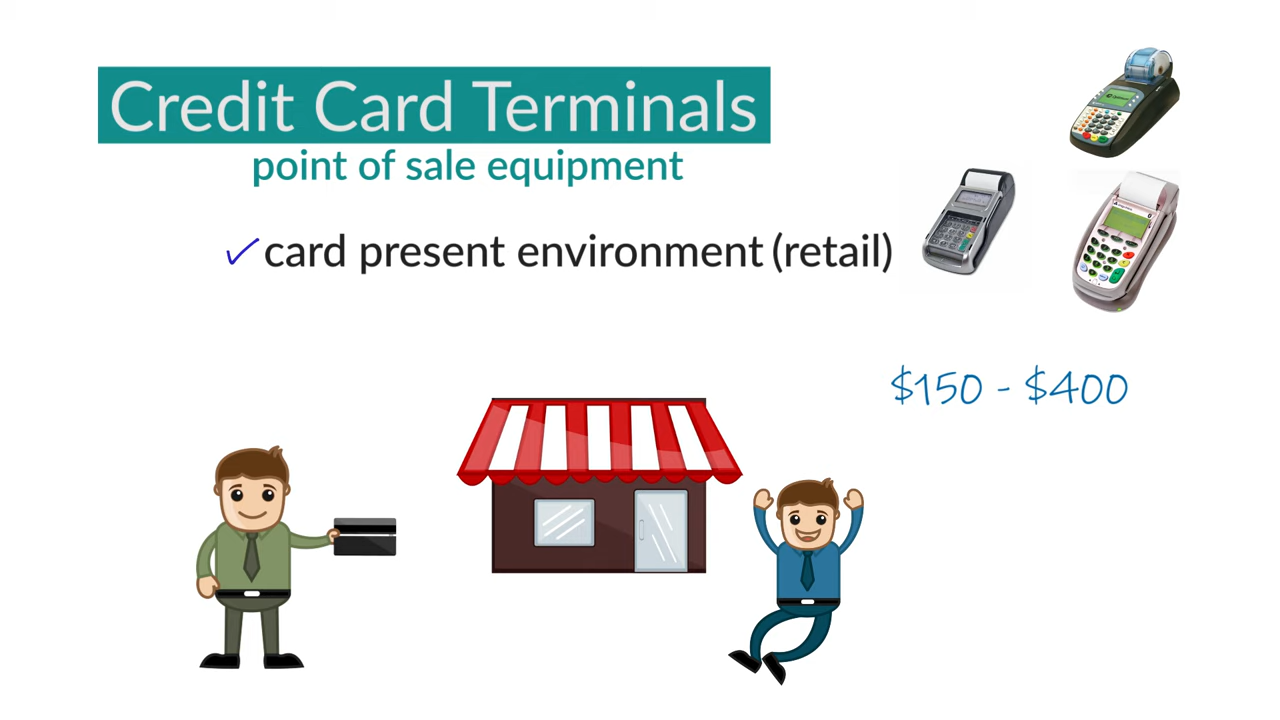 Credit Card Terminals
point of sale equipment
✓ card present environment (retail)
$150 - $400